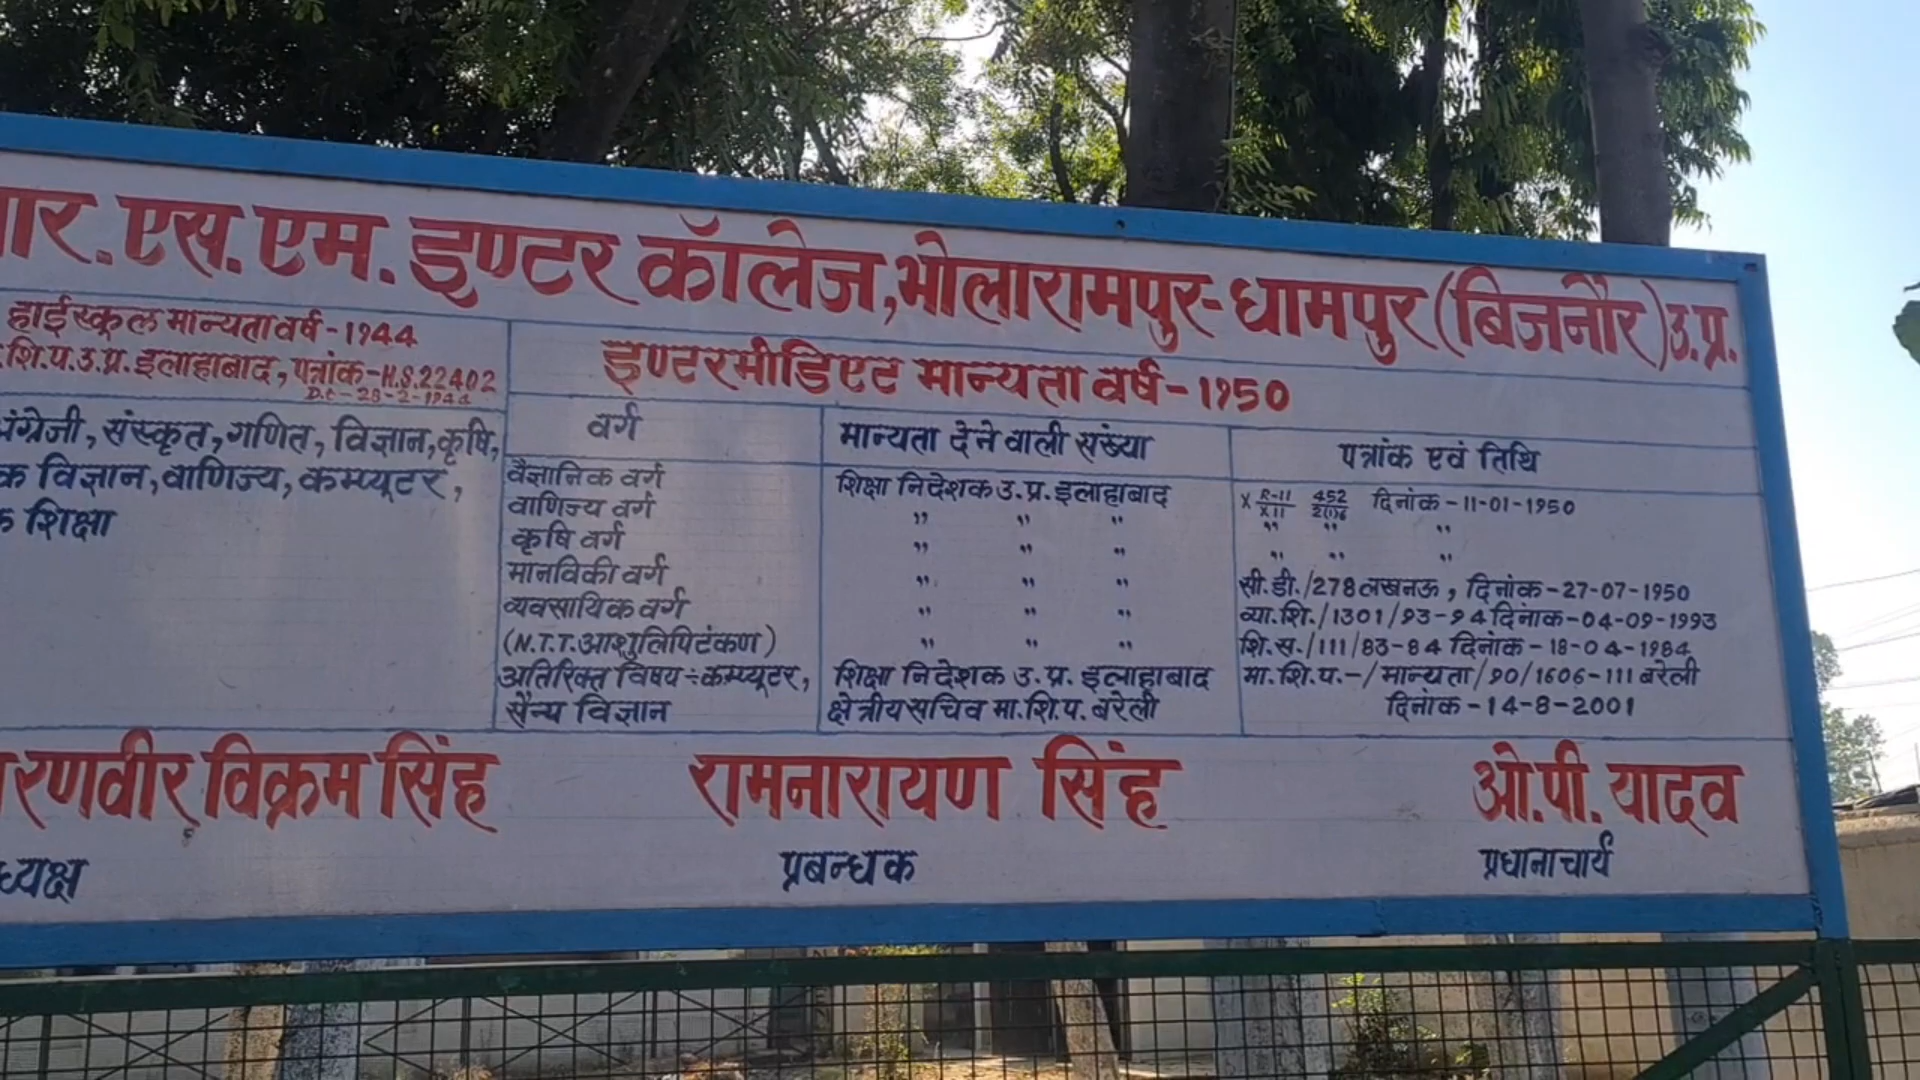 आर.एस.एम. इण्टर कॉलेज, भोलारामपुर-धामपुर (बिजनौर) उ.प्र.
हाईस्कूल मान्यता वर्ष - 1944
शि.प.उ.प्र. इलाहाबाद, पत्रांक-H.S.22402
इण्टरमीडिएट मान्यता वर्ष - 1950
अंग्रेजी, संस्कृत, गणित, विज्ञान, कृषि,
क विज्ञान, वाणिज्य, कम्प्यूटर,
क शिक्षा
वर्ग मान्यता देने वाली संख्या पत्रांक एवं तिथि
वैज्ञानिक वर्ग शिक्षा निदेशक उ.प्र. इलाहाबाद X R-11/XII दिनांक - 11-01-1950
वाणिज्य वर्ग " " " " " "
कृषि वर्ग " " " " " "
मानविकी वर्ग " " " सी.डी./278 लखनऊ, दिनांक - 27-07-1950
व्यवसायिक वर्ग " " " व्या.शि./1301/93-94 दिनांक - 04-09-1993
(N.T.T. आशुलिपि टंकण) " " " शि.स./111/83-84 दिनांक - 18-04-1984
अतिरिक्त विषय ÷ कम्प्यूटर, शिक्षा निदेशक उ.प्र. इलाहाबाद मा.शि.प.-/मान्यता/90/1606-111 बरेली
सैन्य विज्ञान क्षेत्रीय सचिव मा.शि.प. बरेली दिनांक - 14-8-2001
रणवीर विक्रम सिंह रामनारायण सिंह ओ.पी. यादव
ध्यक्ष प्रबन्धक प्रधानाचार्य